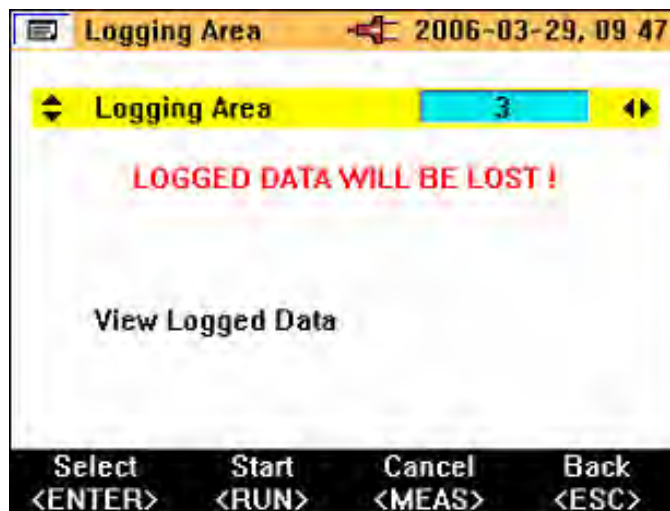 Logging Area 2006-03-29, 09 47
Logging Area 3
LOGGED DATA WILL BE LOST !
View Logged Data
Select Start Cancel Back
<ENTER> <RUN> <MEAS> <ESC>